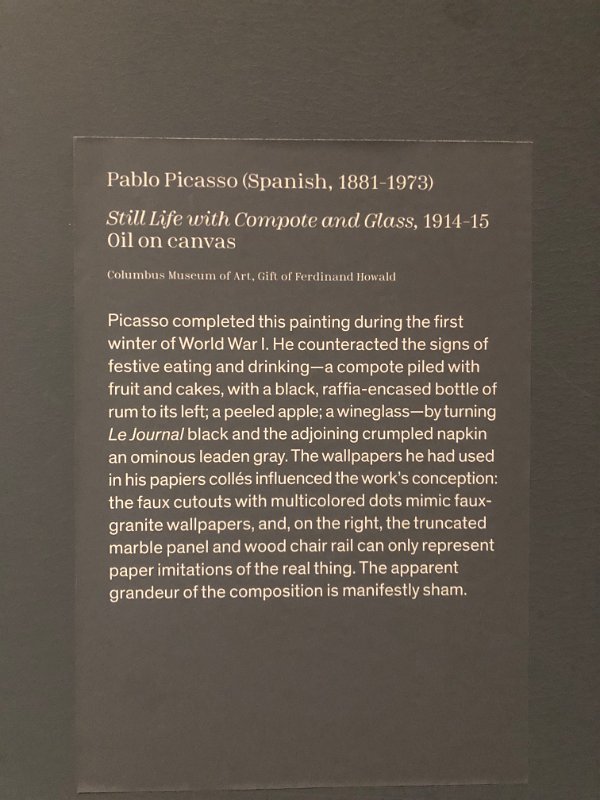 Pablo Picasso (Spanish, 1881-1973)
Still Life with Compote and Glass, 1914-15
Oil on canvas
Columbus Museum of Art, Gift of Ferdinand Howald
Picasso completed this painting during the first
winter of World War I. He counteracted the signs of
festive eating and drinking—a compote piled with
fruit and cakes, with a black, raffia-encased bottle of
rum to its left; a peeled apple; a wineglass—by turning
Le Journal black and the adjoining crumpled napkin
an ominous leaden gray. The wallpapers he had used
in his papiers collés influenced the work's conception:
the faux cutouts with multicolored dots mimic faux-
granite wallpapers, and, on the right, the truncated
marble panel and wood chair rail can only represent
paper imitations of the real thing. The apparent
grandeur of the composition is manifestly sham.